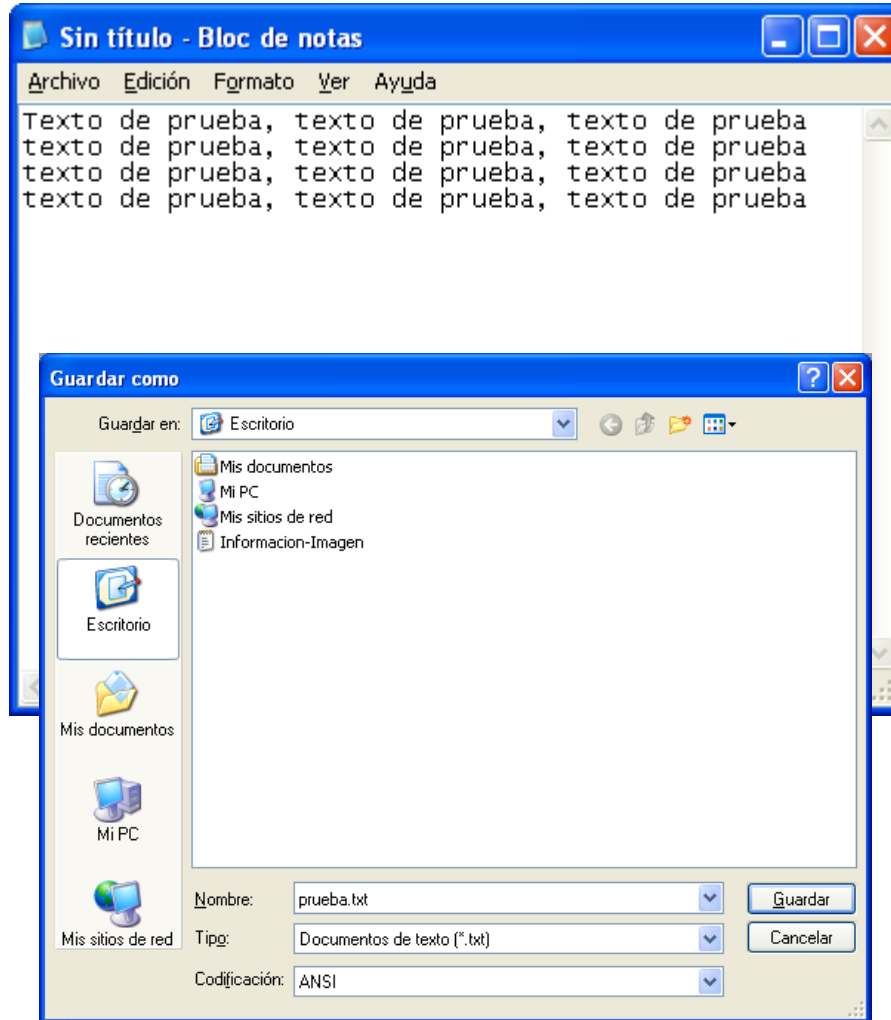 Sin título - Bloc de notas
Archivo Edición Formato Ver Ayuda
Texto de prueba, texto de prueba, texto de prueba
texto de prueba, texto de prueba, texto de prueba
texto de prueba, texto de prueba, texto de prueba
texto de prueba, texto de prueba, texto de prueba
Guardar como
Guardar en: Escritorio
Documentos recientes
Escritorio
Mis documentos
Mi PC
Mis sitios de red
Mis documentos
Mi PC
Mis sitios de red
Informacion-Imagen
Nombre: prueba.txt Guardar
Tipo: Documentos de texto (*.txt) Cancelar
Codificación: ANSI